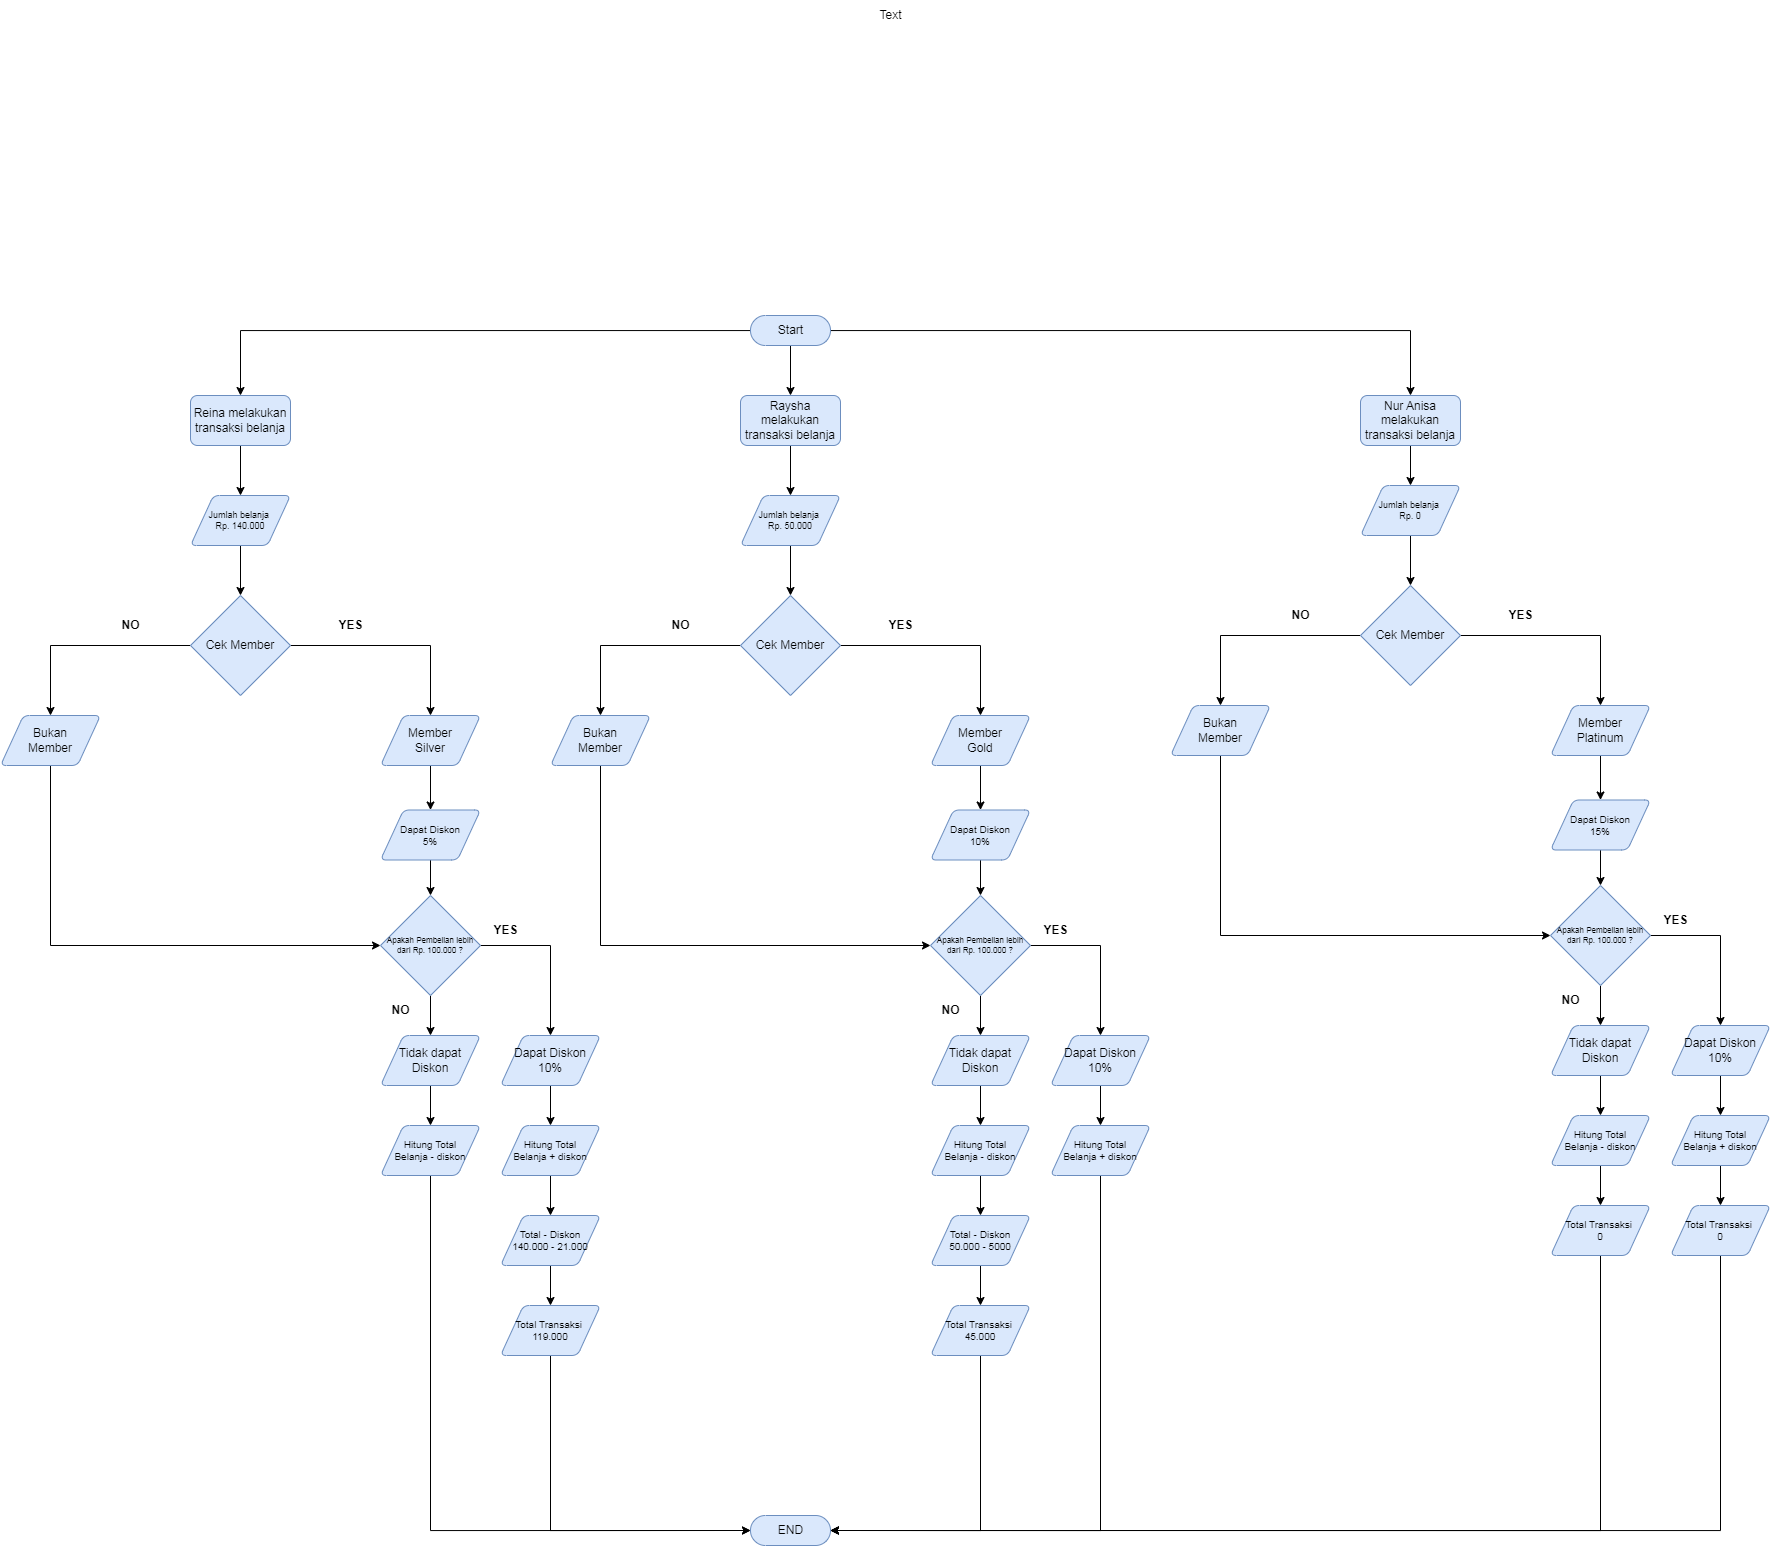 Text
Start
Reina melakukan
transaksi belanja
Raysha
melakukan
transaksi belanja
Nur Anisa
melakukan
transaksi belanja
Jumlah belanja
Rp. 140.000
Jumlah belanja
Rp. 50.000
Jumlah belanja
Rp. 0
NO
Cek Member
YES
NO
Cek Member
YES
NO
Cek Member
YES
Bukan
Member
Member
Silver
Bukan
Member
Member
Gold
Bukan
Member
Member
Platinum
Dapat Diskon
5%
Dapat Diskon
10%
Dapat Diskon
15%
Apakah Pembelian lebih
dari Rp. 100.000 ?
YES
Apakah Pembelian lebih
dari Rp. 100.000 ?
YES
Apakah Pembelian lebih
dari Rp. 100.000 ?
YES
NO
NO
NO
Tidak dapat
Diskon
Dapat Diskon
10%
Tidak dapat
Diskon
Dapat Diskon
10%
Tidak dapat
Diskon
Dapat Diskon
10%
Hitung Total
Belanja - diskon
Hitung Total
Belanja + diskon
Hitung Total
Belanja - diskon
Hitung Total
Belanja + diskon
Hitung Total
Belanja - diskon
Hitung Total
Belanja + diskon
Total - Diskon
140.000 - 21.000
Total - Diskon
50.000 - 5000
Total Transaksi
0
Total Transaksi
0
Total Transaksi
119.000
Total Transaksi
45.000
END